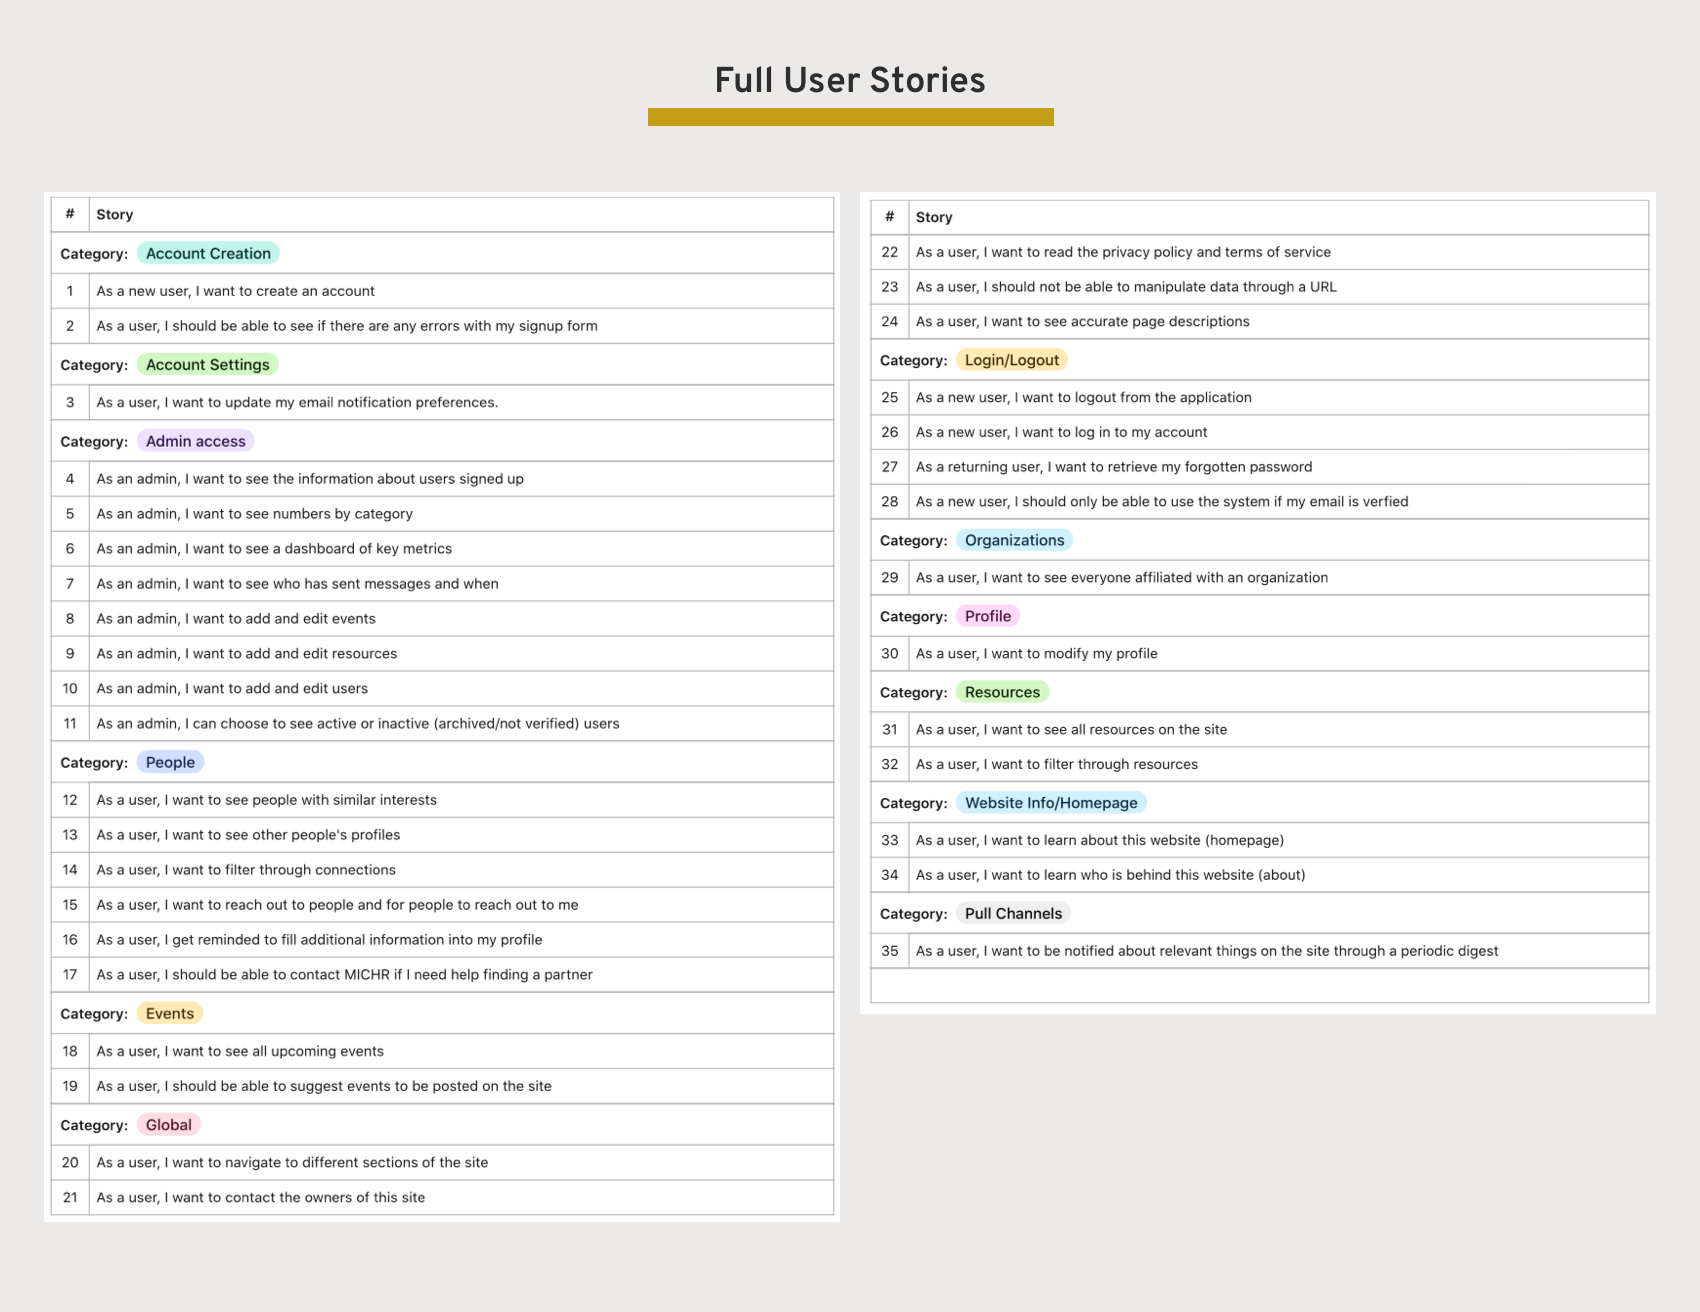 Full User Stories
# Story
Category: Account Creation
1 As a new user, I want to create an account
2 As a user, I should be able to see if there are any errors with my signup form
Category: Account Settings
3 As a user, I want to update my email notification preferences.
Category: Admin access
4 As an admin, I want to see the information about users signed up
5 As an admin, I want to see numbers by category
6 As an admin, I want to see a dashboard of key metrics
7 As an admin, I want to see who has sent messages and when
8 As an admin, I want to add and edit events
9 As an admin, I want to add and edit resources
10 As an admin, I want to add and edit users
11 As an admin, I can choose to see active or inactive (archived/not verified) users
Category: People
12 As a user, I want to see people with similar interests
13 As a user, I want to see other people's profiles
14 As a user, I want to filter through connections
15 As a user, I want to reach out to people and for people to reach out to me
16 As a user, I get reminded to fill additional information into my profile
17 As a user, I should be able to contact MICHR if I need help finding a partner
Category: Events
18 As a user, I want to see all upcoming events
19 As a user, I should be able to suggest events to be posted on the site
Category: Global
20 As a user, I want to navigate to different sections of the site
21 As a user, I want to contact the owners of this site
# Story
22 As a user, I want to read the privacy policy and terms of service
23 As a user, I should not be able to manipulate data through a URL
24 As a user, I want to see accurate page descriptions
Category: Login/Logout
25 As a new user, I want to logout from the application
26 As a new user, I want to log in to my account
27 As a returning user, I want to retrieve my forgotten password
28 As a new user, I should only be able to use the system if my email is verfied
Category: Organizations
29 As a user, I want to see everyone affiliated with an organization
Category: Profile
30 As a user, I want to modify my profile
Category: Resources
31 As a user, I want to see all resources on the site
32 As a user, I want to filter through resources
Category: Website Info/Homepage
33 As a user, I want to learn about this website (homepage)
34 As a user, I want to learn who is behind this website (about)
Category: Pull Channels
35 As a user, I want to be notified about relevant things on the site through a periodic digest